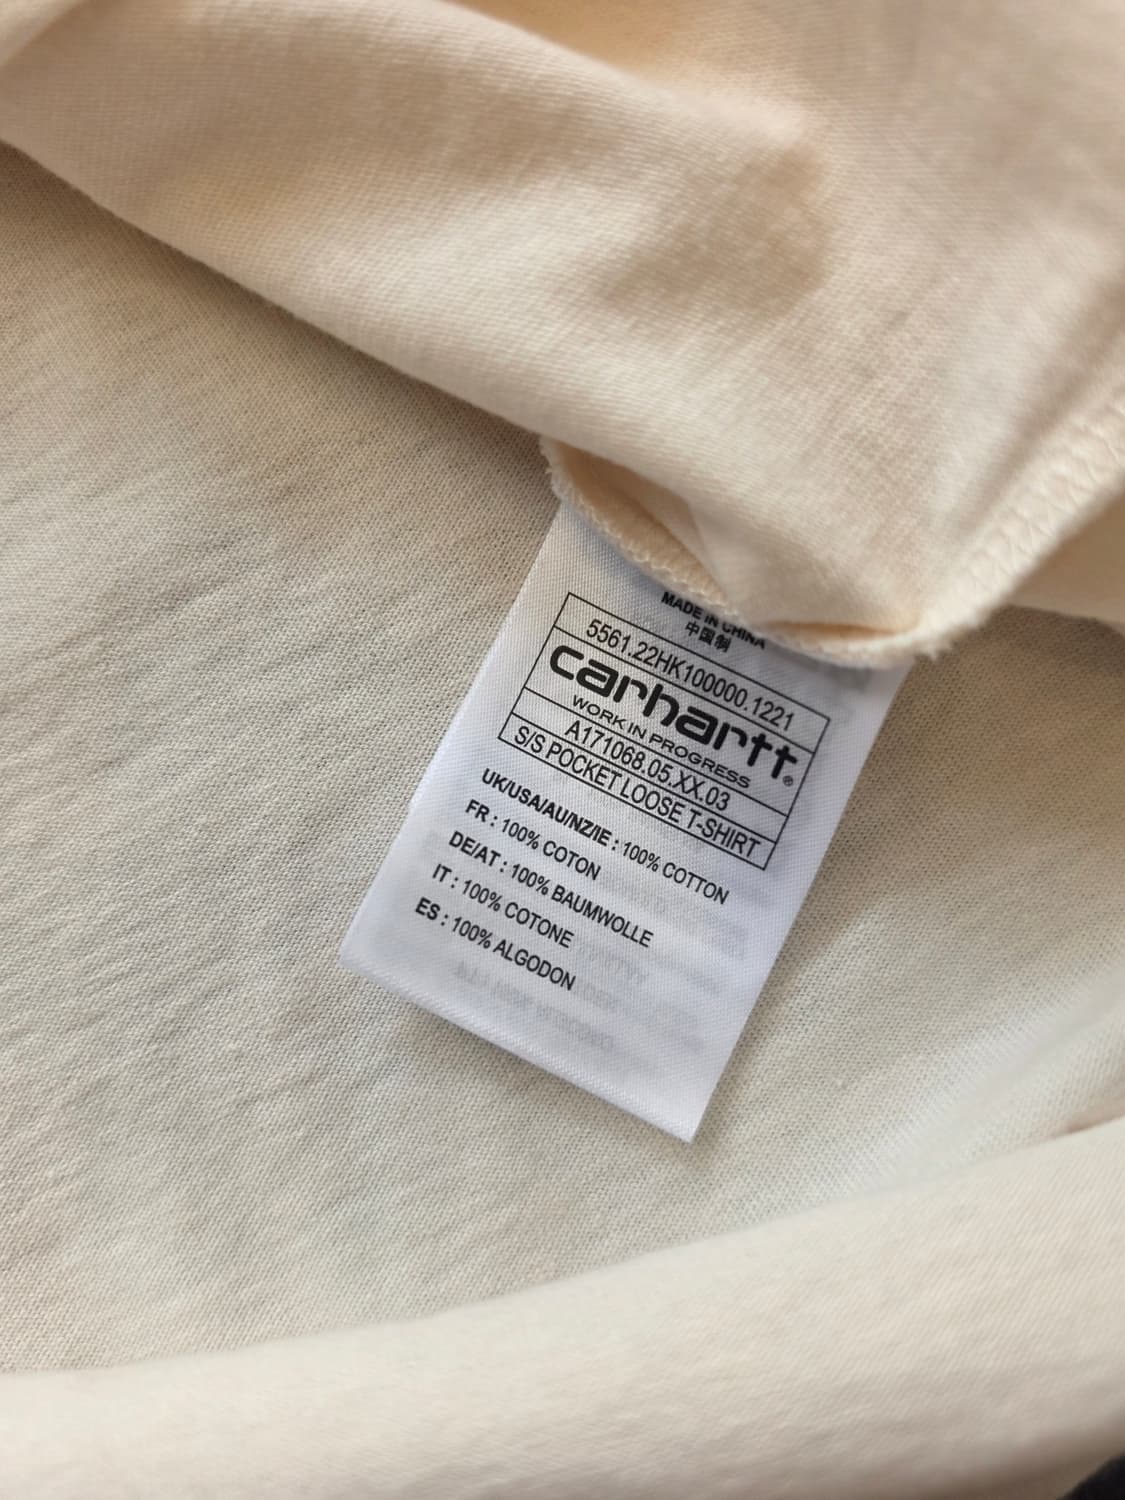 MADE IN CHINA
中国制
5561.22HK100000.1221
carhartt®
WORK IN PROGRESS
A171068.05.XX.03
S/S POCKET LOOSE T-SHIRT
UK/USA/AU/NZ/IE : 100% COTTON
FR : 100% COTON
DE/AT : 100% BAUMWOLLE
IT : 100% COTONE
ES : 100% ALGODON